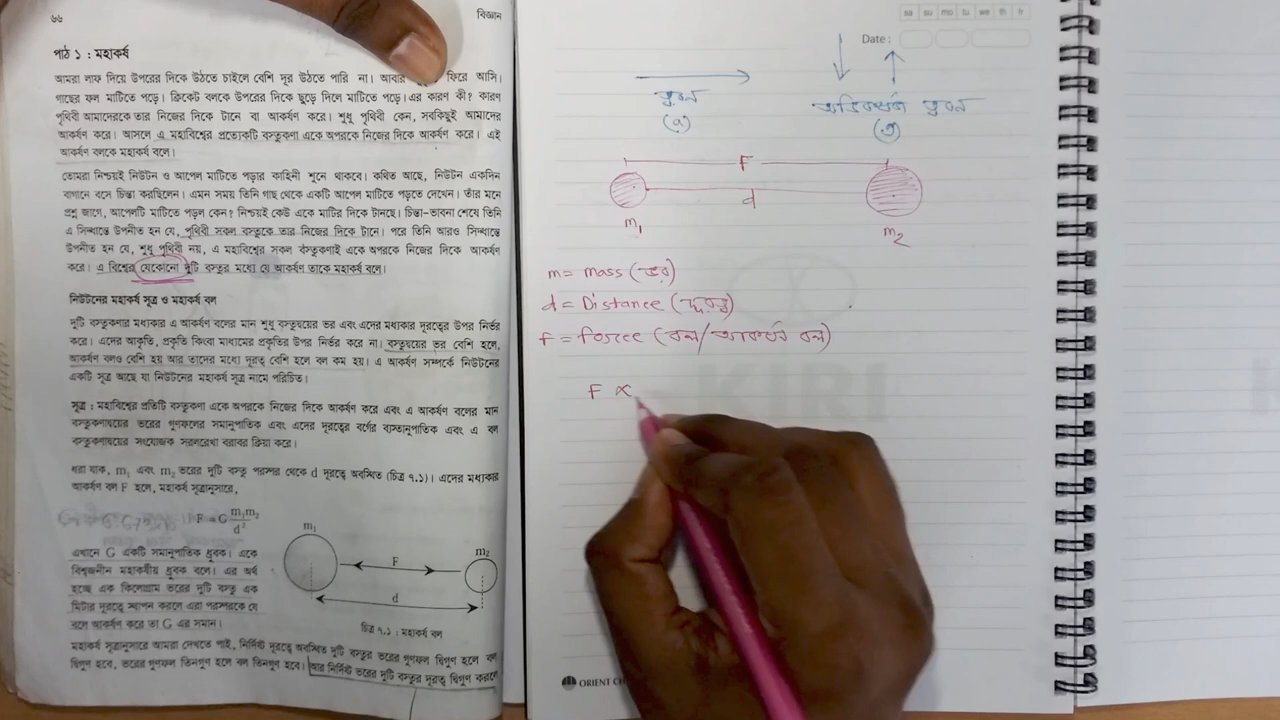 ৬৬
বিজ্ঞান
পাঠ ১ : মহাকর্ষ
আমরা লাফ দিয়ে উপরের দিকে উঠতে চাইলে বেশি দূর উঠতে পারি না। আবার ফিরে আসি।
গাছের ফল মাটিতে পড়ে। ক্রিকেট বলকে উপরের দিকে ছুড়ে দিলে মাটিতে পড়ে। এর কারণ কী? কারণ
পৃথিবী আমাদেরকে তার নিজের দিকে টানে বা আকর্ষণ করে। শুধু পৃথিবী কেন, সবকিছুই আমাদের
আকর্ষণ করে। আসলে এ মহাবিশ্বের প্রত্যেকটি বস্তুকণা একে অপরকে নিজের দিকে আকর্ষণ করে। এই
আকর্ষণ বলকে মহাকর্ষ বলে।
তোমরা নিশ্চয়ই নিউটন ও আপেল মাটিতে পড়ার কাহিনী শুনে থাকবে। কথিত আছে, নিউটন একদিন
বাগানে বসে চিন্তা করছিলেন। এমন সময় তিনি গাছ থেকে একটি আপেল মাটিতে পড়তে দেখেন। তাঁর মনে
প্রশ্ন জাগে, আপেলটি মাটিতে পড়ল কেন? নিশ্চয়ই কেউ একে মাটির দিকে টানছে। চিন্তা-ভাবনা শেষে তিনি
এ সিদ্ধান্তে উপনীত হন যে, পৃথিবী সকল বস্তুকে তার নিজের দিকে টানে। পরে তিনি আরও সিদ্ধান্তে
উপনীত হন যে, শুধু পৃথিবী নয়, এ মহাবিশ্বের সকল বস্তুকণাই একে অপরকে নিজের দিকে আকর্ষণ
করে। এ বিশ্বের যেকোনো দুটি বস্তুর মধ্যে যে আকর্ষণ তাকে মহাকর্ষ বলে।
নিউটনের মহাকর্ষ সূত্র ও মহাকর্ষ বল
দুটি বস্তুকণার মধ্যকার এ আকর্ষণ বলের মান শুধু বস্তুদ্বয়ের ভর এবং এদের মধ্যকার দূরত্বের উপর নির্ভর
করে। এদের আকৃতি, প্রকৃতি কিংবা মাধ্যমের প্রকৃতির উপর নির্ভর করে না। বস্তুদ্বয়ের ভর বেশি হলে,
আকর্ষণ বলও বেশি হয় আর তাদের মধ্যে দূরত্ব বেশি হলে বল কম হয়। এ আকর্ষণ সম্পর্কে নিউটনের
একটি সূত্র আছে যা নিউটনের মহাকর্ষ সূত্র নামে পরিচিত।
সূত্র : মহাবিশ্বের প্রতিটি বস্তুকণা একে অপরকে নিজের দিকে আকর্ষণ করে এবং এ আকর্ষণ বলের মান
বস্তুকণাদ্বয়ের ভরের গুণফলের সমানুপাতিক এবং এদের দূরত্বের বর্গের ব্যস্তানুপাতিক এবং এ বল
বস্তুকণাদ্বয়ের সংযোজক সরলরেখা বরাবর ক্রিয়া করে।
ধরা যাক, m₁ এবং m₂ ভরের দুটি বস্তু পরস্পর থেকে d দূরত্বে অবস্থিত (চিত্র ৭.১)। এদের মধ্যকার
আকর্ষণ বল F হলে, মহাকর্ষ সূত্রানুসারে,
F = G m₁m₂/d²
এখানে G একটি সমানুপাতিক ধ্রুবক। একে
বিশ্বজনীন মহাকর্ষীয় ধ্রুবক বলে। এর অর্থ
হচ্ছে এক কিলোগ্রাম ভরের দুটি বস্তু এক
মিটার দূরত্বে স্থাপন করলে এরা পরস্পরকে যে
বলে আকর্ষণ করে তা G এর সমান।
m₁
m₂
F
d
চিত্র ৭.১ : মহাকর্ষ বল
মহাকর্ষ সূত্রানুসারে আমরা দেখতে পাই, নির্দিষ্ট দূরত্বে অবস্থিত দুটি বস্তুর ভরের গুণফল দ্বিগুণ হলে বল
দ্বিগুণ হবে, ভরের গুণফল তিনগুণ হলে বল তিনগুণ হবে। আর নির্দিষ্ট ভরের দুটি বস্তুর দূরত্ব দ্বিগুণ করলে
sa su mo tu we th fr
Date :
ত্বরণ
(a)
অভিকর্ষজ ত্বরণ
(g)
F
d
m₁
m₂
m = mass (ভর)
d = Distance (দূরত্ব)
F = force (বল/আকর্ষণ বল)
F ∝
ORIENT